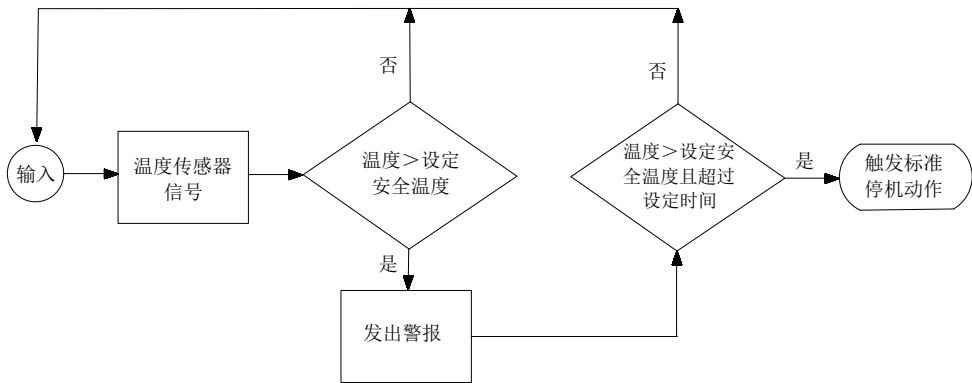 否
否
输入
温度传感器
信号
温度＞设定
安全温度
是
发出警报
温度＞设定安
全温度且超过
设定时间
是
触发标准
停机动作